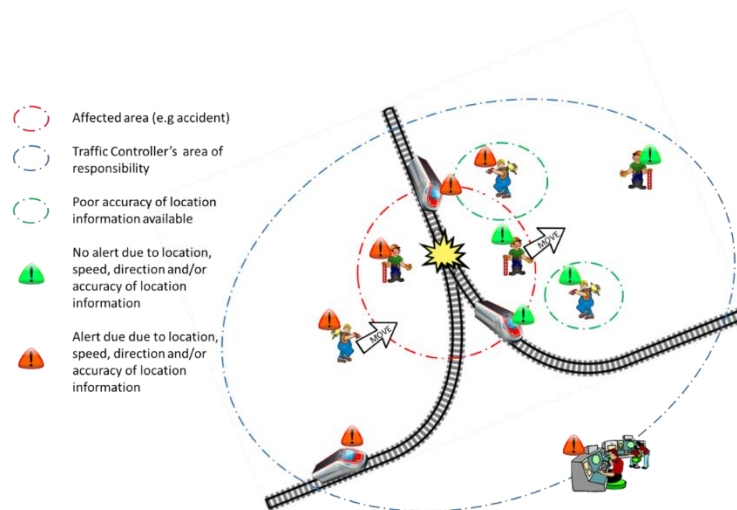 Affected area (e.g accident)
Traffic Controller's area of
responsibility
Poor accuracy of location
information available
No alert due to location,
speed, direction and/or
accuracy of location
information
Alert due due to location,
speed, direction and/or
accuracy of location
information
MOVE
MOVE